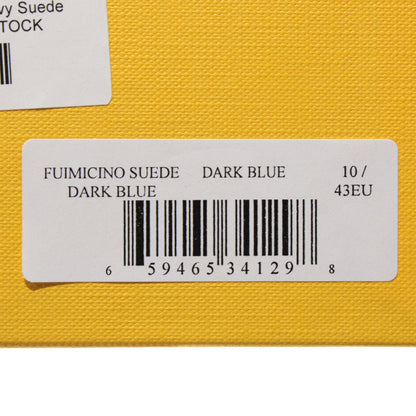 vy Suede
TOCK
FUIMICINO SUEDE DARK BLUE 10 /
DARK BLUE 43EU
6 59465 34129 8